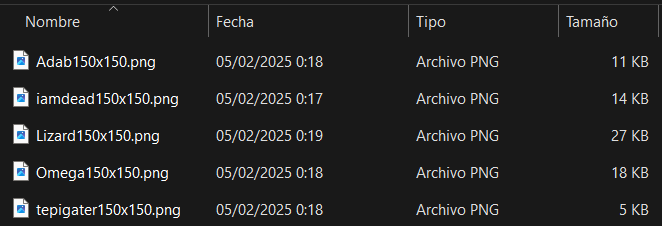 Nombre Fecha Tipo Tamaño
Adab150x150.png 05/02/2025 0:18 Archivo PNG 11 KB
iamdead150x150.png 05/02/2025 0:17 Archivo PNG 14 KB
Lizard150x150.png 05/02/2025 0:19 Archivo PNG 27 KB
Omega150x150.png 05/02/2025 0:18 Archivo PNG 18 KB
tepigater150x150.png 05/02/2025 0:18 Archivo PNG 5 KB